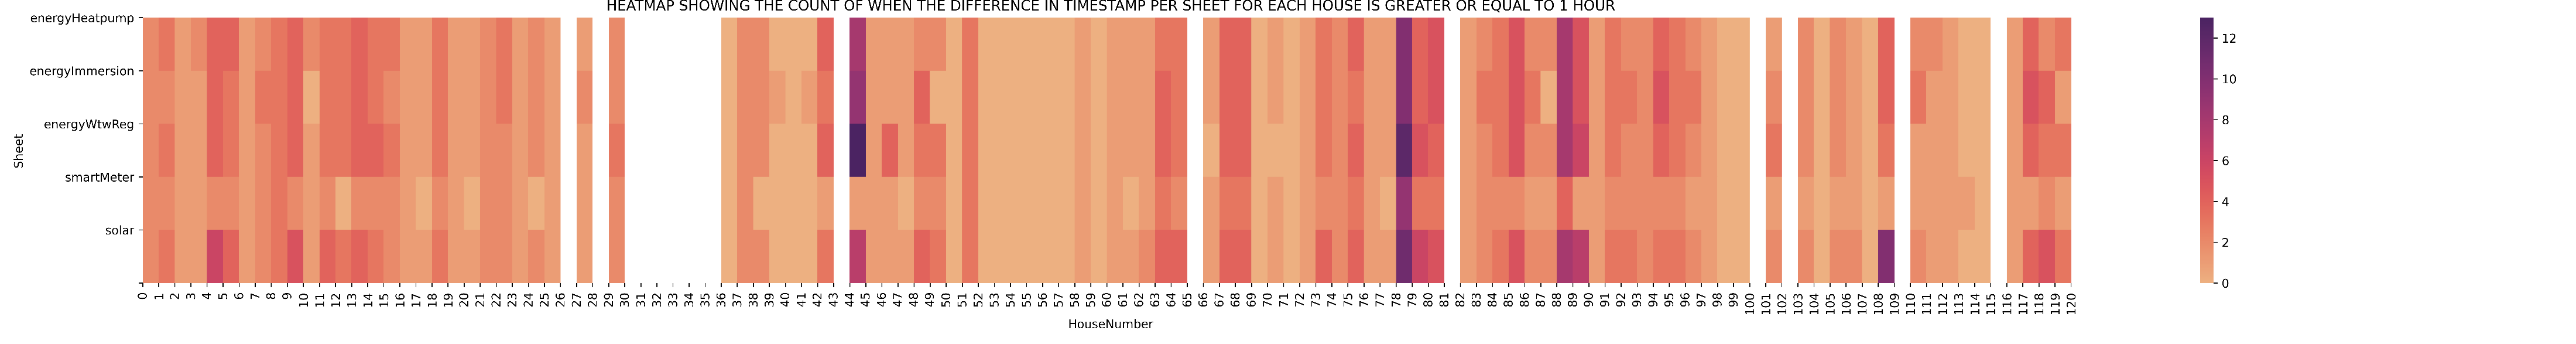 HEATMAP SHOWING THE COUNT OF WHEN THE DIFFERENCE IN TIMESTAMP PER SHEET FOR EACH HOUSE IS GREATER OR EQUAL TO 1 HOUR
energyHeatpump
energyImmersion
energyWtwReg
smartMeter
solar
Sheet
0 1 2 3 4 5 6 7 8 9 10 11 12 13 14 15 16 17 18 19 20 21 22 23 24 25 26 27 28 29 30 31 32 33 34 35 36 37 38 39 40 41 42 43 44 45 46 47 48 49 50 51 52 53 54 55 56 57 58 59 60 61 62 63 64 65 66 67 68 69 70 71 72 73 74 75 76 77 78 79 80 81 82 83 84 85 86 87 88 89 90 91 92 93 94 95 96 97 98 99 100 101 102 103 104 105 106 107 108 109 110 111 112 113 114 115 116 117 118 119 120
HouseNumber
12
10
8
6
4
2
0